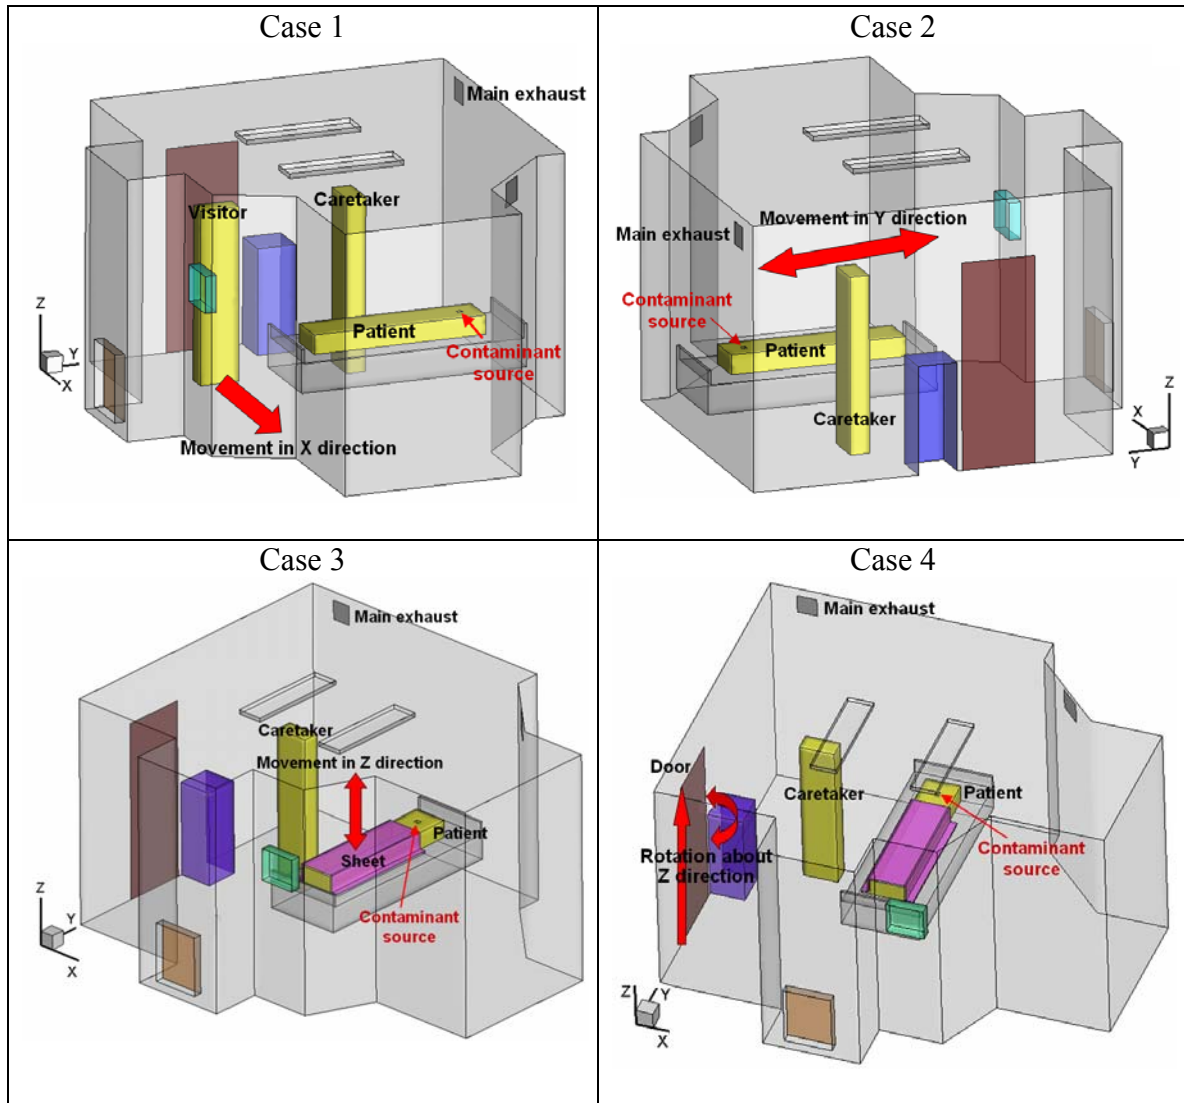 Case 1
Main exhaust
Caretaker
Visitor
Patient
Contaminant
source
Movement in X direction
Z
Y
X
Case 2
Movement in Y direction
Main exhaust
Contaminant
source
Patient
Caretaker
Z
X
Y
Case 3
Main exhaust
Caretaker
Movement in Z direction
Patient
Sheet
Contaminant
source
Z
Y
X
Case 4
Main exhaust
Door
Patient
Caretaker
Contaminant
source
Rotation about
Z direction
Z
Y
X